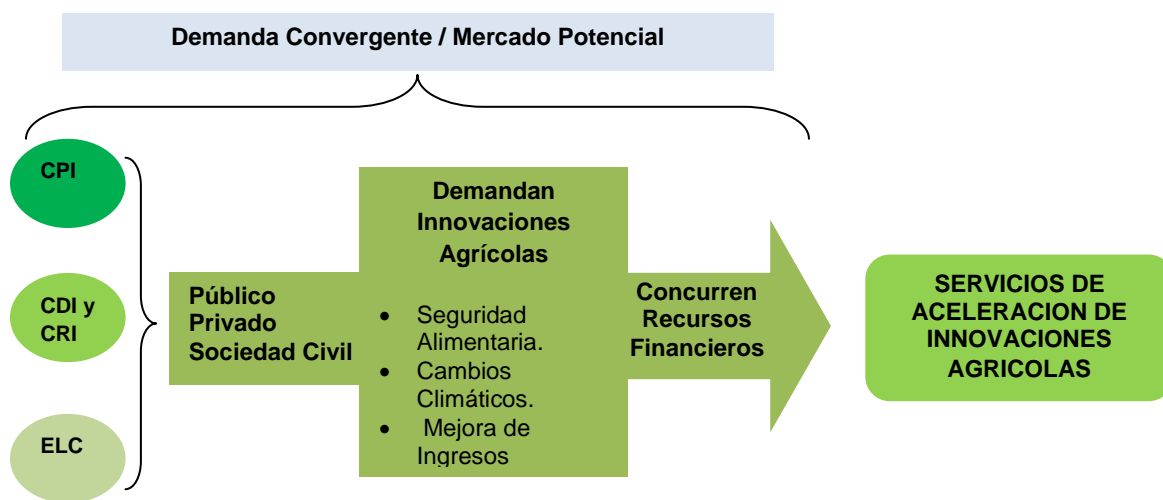 Demanda Convergente / Mercado Potencial
CPI
CDI y
CRI
ELC
Público
Privado
Sociedad Civil
Demandan
Innovaciones
Agrícolas
• Seguridad
Alimentaria.
• Cambios
Climáticos.
• Mejora de
Ingresos
Concurren
Recursos
Financieros
SERVICIOS DE
ACELERACION DE
INNOVACIONES
AGRICOLAS